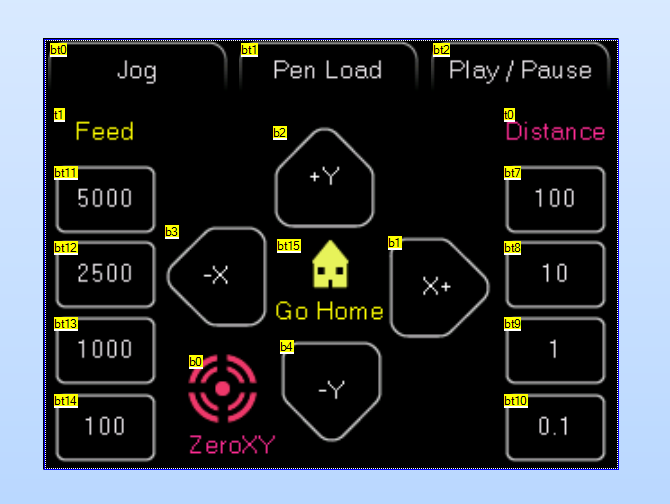 bt0
Jog
bt1
Pen Load
bt2
Play / Pause
t1
Feed
b2
+Y
t0
Distance
bt11
5000
bt7
100
bt12
2500
b3
-X
bt15
Go Home
b1
X+
bt8
10
bt13
1000
bt9
1
b0
ZeroXY
b4
-Y
bt14
100
bt10
0.1